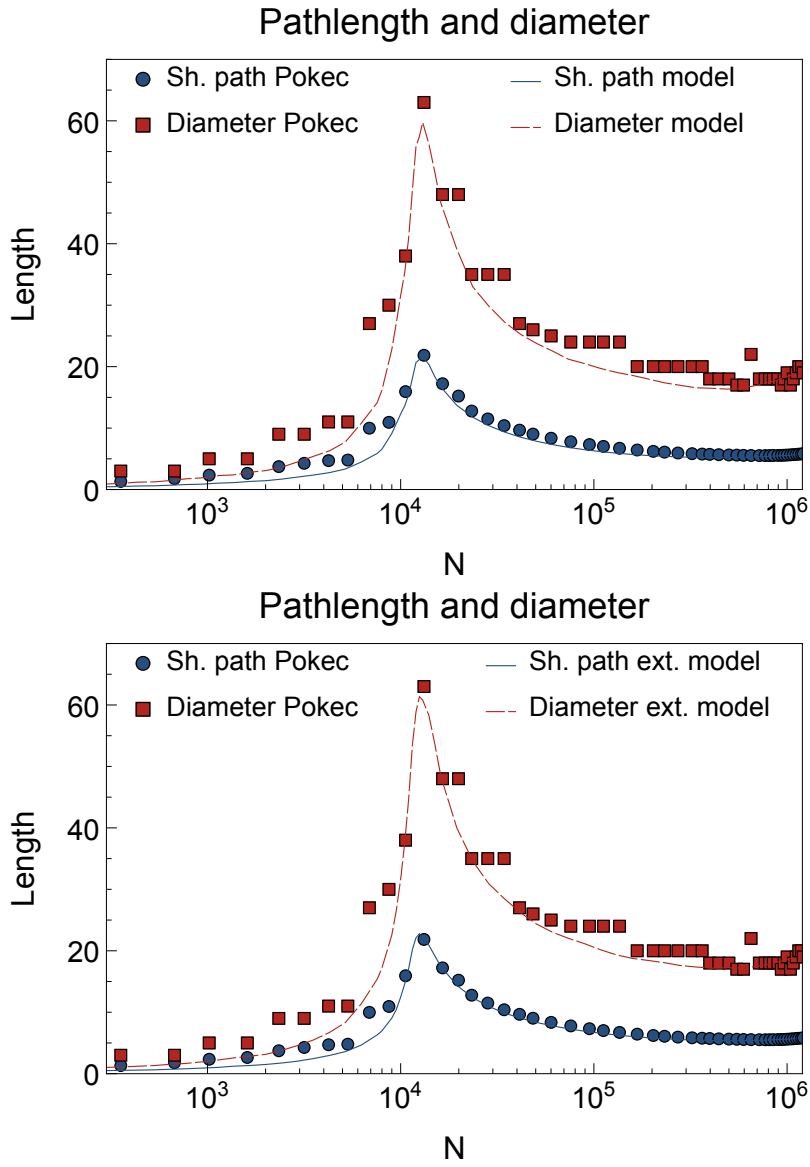 Pathlength and diameter
Sh. path Pokec
Sh. path model
Diameter Pokec
Diameter model
60
40
20
0
Length
10³
10⁴
10⁵
10⁶
N
Pathlength and diameter
Sh. path Pokec
Sh. path ext. model
Diameter Pokec
Diameter ext. model
60
40
20
0
Length
10³
10⁴
10⁵
10⁶
N